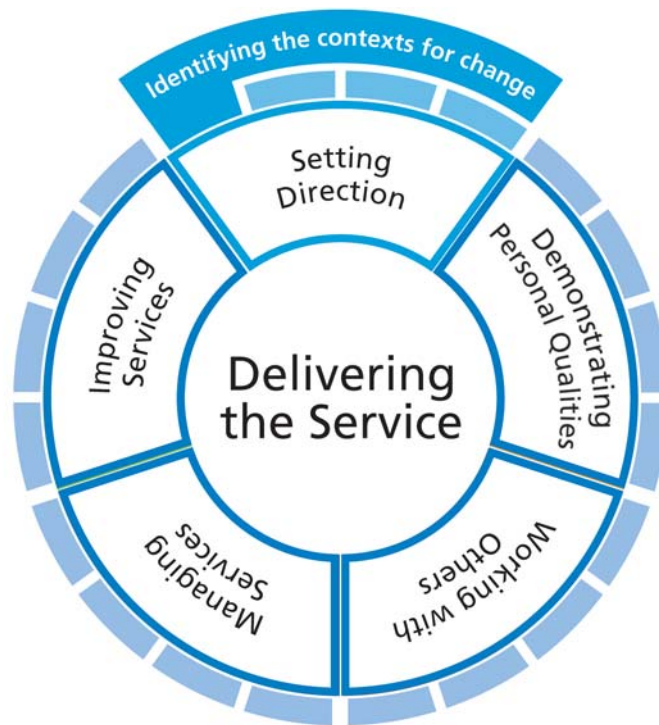 Identifying the contexts for change
Setting
Direction
Demonstrating
Personal Qualities
Working with
Others
Managing
Services
Improving
Services
Delivering
the Service